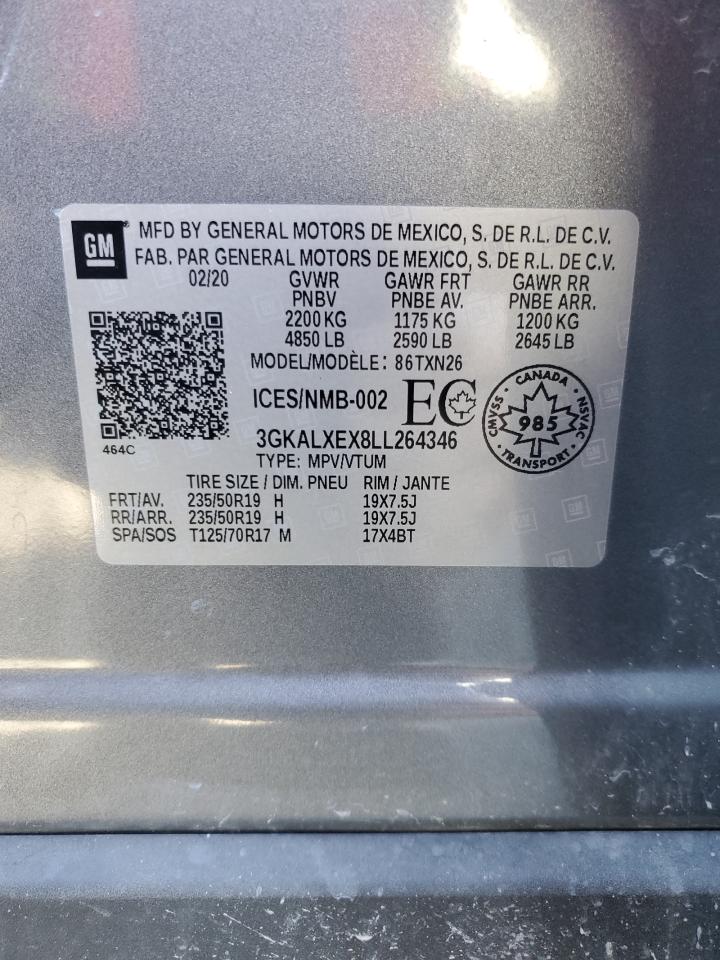 GM
MFD BY GENERAL MOTORS DE MEXICO, S. DE R.L. DE C.V.
FAB. PAR GENERAL MOTORS DE MEXICO, S. DE R.L. DE C.V.
02/20 GVWR GAWR FRT GAWR RR
PNBV PNBE AV. PNBE ARR.
2200 KG 1175 KG 1200 KG
4850 LB 2590 LB 2645 LB
MODEL/MODÈLE: 86TXN26
ICES/NMB-002 EC
CANADA
CMVSS 985 NSVAC
TRANSPORT
464C
3GKALXEX8LL264346
TYPE: MPV/VTUM
TIRE SIZE / DIM. PNEU RIM / JANTE
FRT/AV. 235/50R19 H 19X7.5J
RR/ARR. 235/50R19 H 19X7.5J
SPA/SOS T125/70R17 M 17X4BT